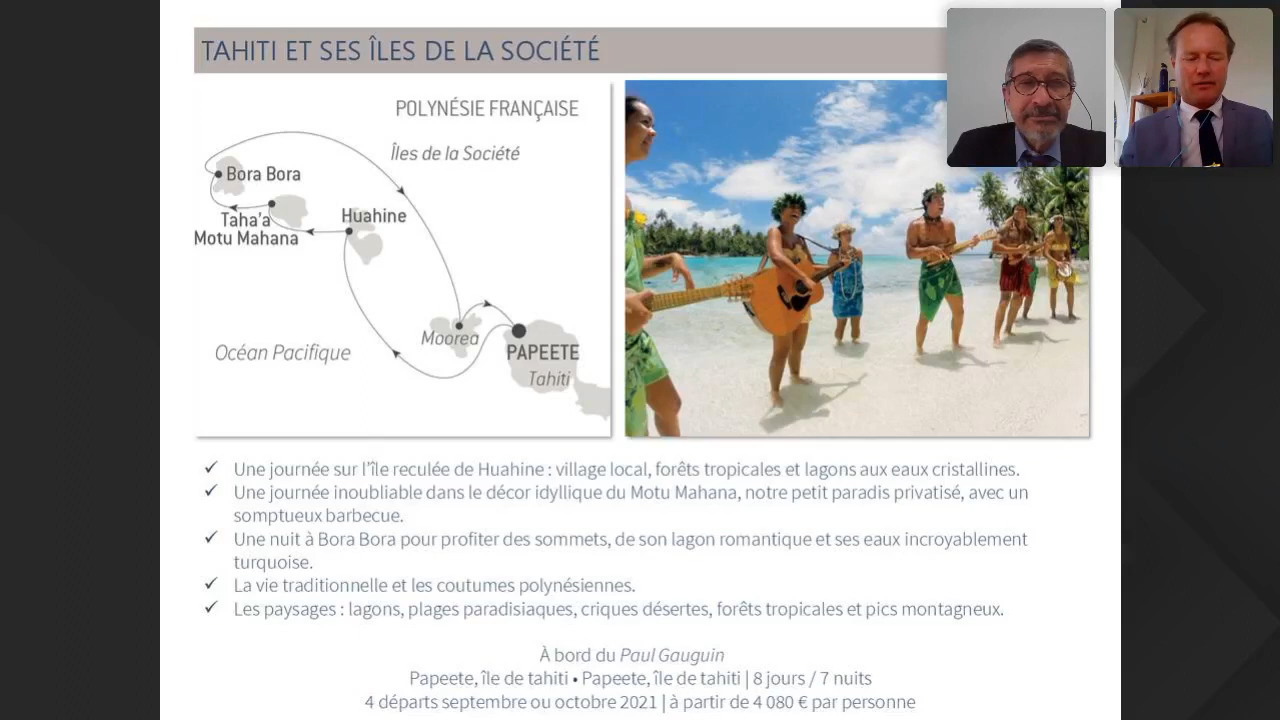 TAHITI ET SES ÎLES DE LA SOCIÉTÉ
POLYNÉSIE FRANÇAISE
Îles de la Société
Bora Bora
Taha'a
Motu Mahana
Huahine
Moorea
PAPEETE
Tahiti
Océan Pacifique
✓ Une journée sur l'île reculée de Huahine : village local, forêts tropicales et lagons aux eaux cristallines.
✓ Une journée inoubliable dans le décor idyllique du Motu Mahana, notre petit paradis privatisé, avec un
somptueux barbecue.
✓ Une nuit à Bora Bora pour profiter des sommets, de son lagon romantique et ses eaux incroyablement
turquoise.
✓ La vie traditionnelle et les coutumes polynésiennes.
✓ Les paysages : lagons, plages paradisiaques, criques désertes, forêts tropicales et pics montagneux.
À bord du Paul Gauguin
Papeete, île de tahiti • Papeete, île de tahiti | 8 jours / 7 nuits
4 départs septembre ou octobre 2021 | à partir de 4 080 € par personne